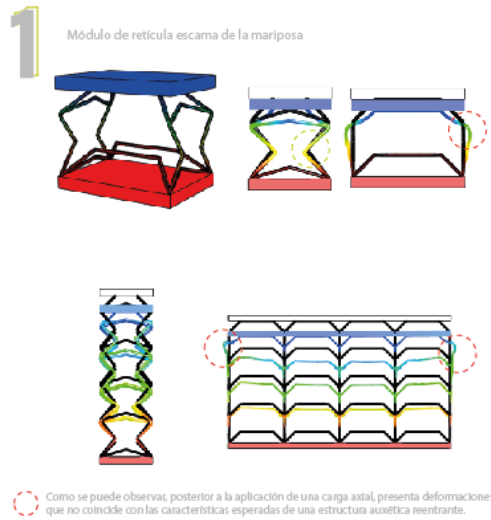 1
Módulo de retícula escama de la mariposa
Como se puede observar, posterior a la aplicación de una carga axial, presenta deformacione
que no coincide con las características esperadas de una estructura auxética reentrante.